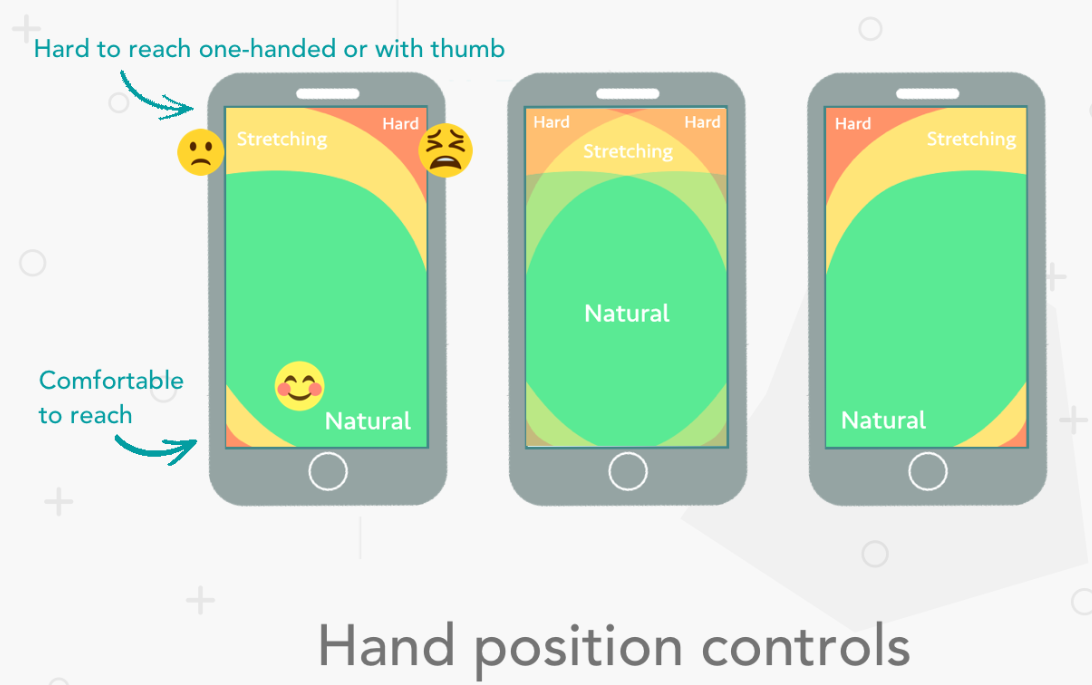 Hard to reach one-handed or with thumb
Stretching
Hard
Hard
Hard
Stretching
Hard
Stretching
Natural
Comfortable
to reach
Natural
Natural
Hand position controls